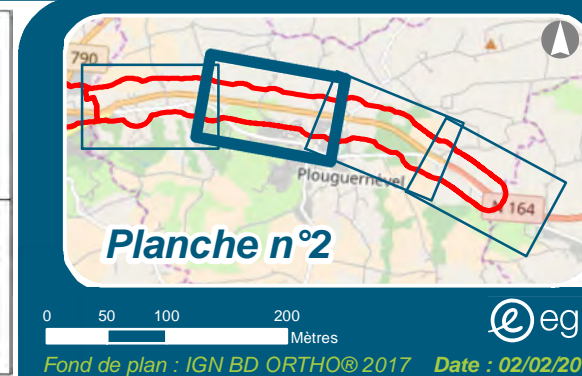 790
Plouguernével
N 164
Planche n°2
0 50 100 200
Mètres
eg
Fond de plan : IGN BD ORTHO® 2017 Date : 02/02/20